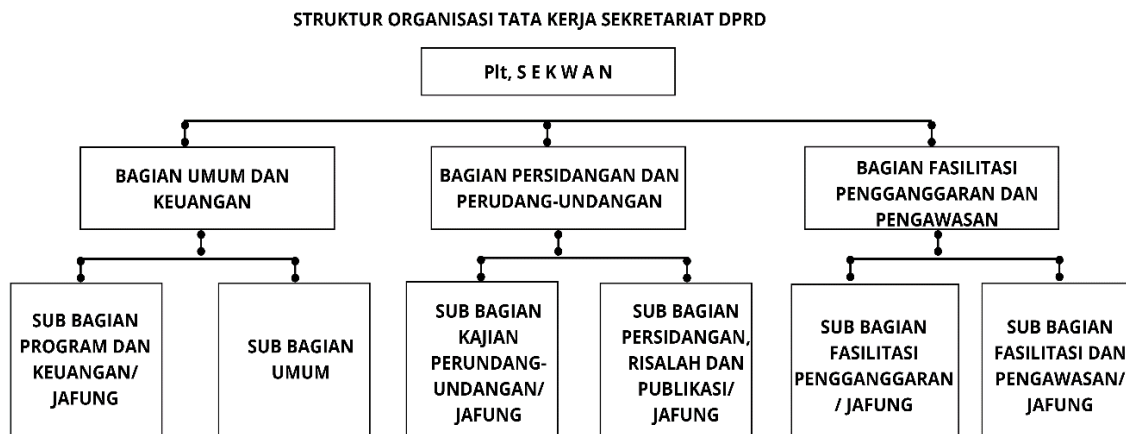 STRUKTUR ORGANISASI TATA KERJA SEKRETARIAT DPRD
Plt, S E K W A N
BAGIAN UMUM DAN
KEUANGAN
BAGIAN PERSIDANGAN DAN
PERUDANG-UNDANGAN
BAGIAN FASILITASI
PENGGANGGARAN DAN
PENGAWASAN
SUB BAGIAN
PROGRAM DAN
KEUANGAN/
JAFUNG
SUB BAGIAN
UMUM
SUB BAGIAN
KAJIAN
PERUNDANG-
UNDANGAN/
JAFUNG
SUB BAGIAN
PERSIDANGAN,
RISALAH DAN
PUBLIKASI/
JAFUNG
SUB BAGIAN
FASILITASI
PENGGANGGARAN
/ JAFUNG
SUB BAGIAN
FASILITASI DAN
PENGAWASAN/
JAFUNG